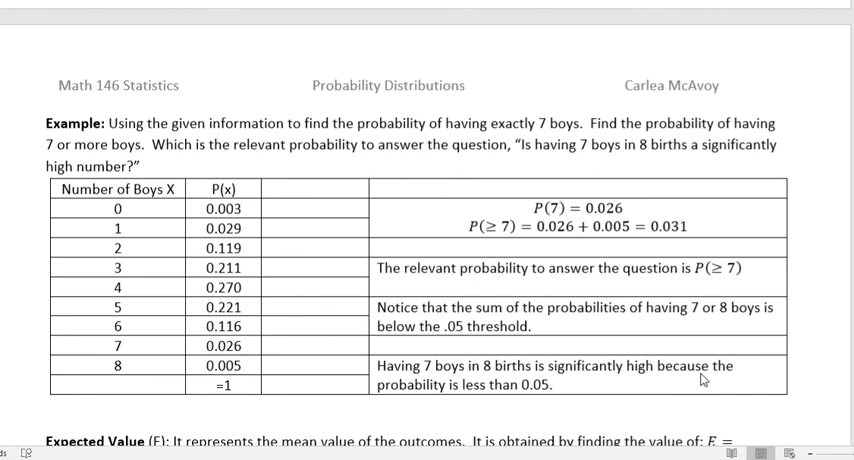 Math 146 Statistics Probability Distributions Carlea McAvoy
Example: Using the given information to find the probability of having exactly 7 boys. Find the probability of having
7 or more boys. Which is the relevant probability to answer the question, “Is having 7 boys in 8 births a significantly
high number?”
Number of Boys X P(x)
0 0.003 P(7) = 0.026
1 0.029 P(≥ 7) = 0.026 + 0.005 = 0.031
2 0.119
3 0.211 The relevant probability to answer the question is P(≥ 7)
4 0.270
5 0.221 Notice that the sum of the probabilities of having 7 or 8 boys is
6 0.116 below the .05 threshold.
7 0.026
8 0.005 Having 7 boys in 8 births is significantly high because the
=1 probability is less than 0.05.
Expected Value (E): It represents the mean value of the outcomes. It is obtained by finding the value of: E =
ds